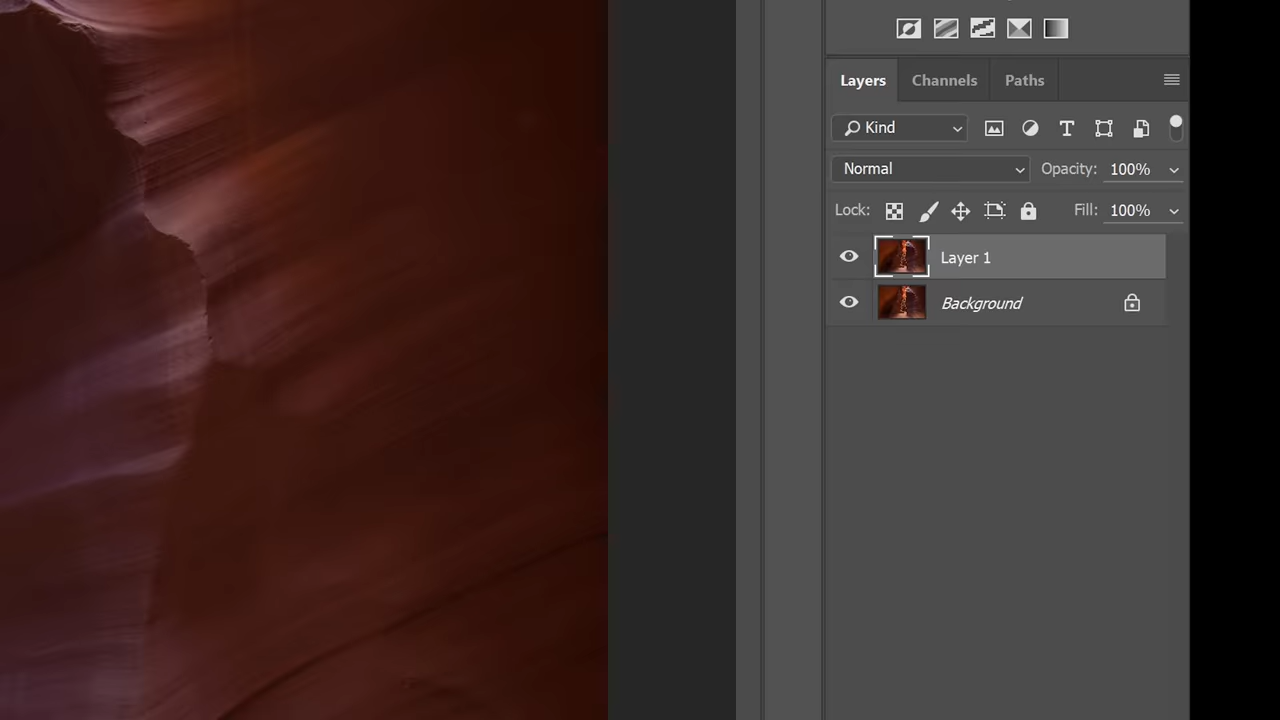 Layers Channels Paths
Kind
Normal Opacity: 100%
Lock: Fill: 100%
Layer 1
Background